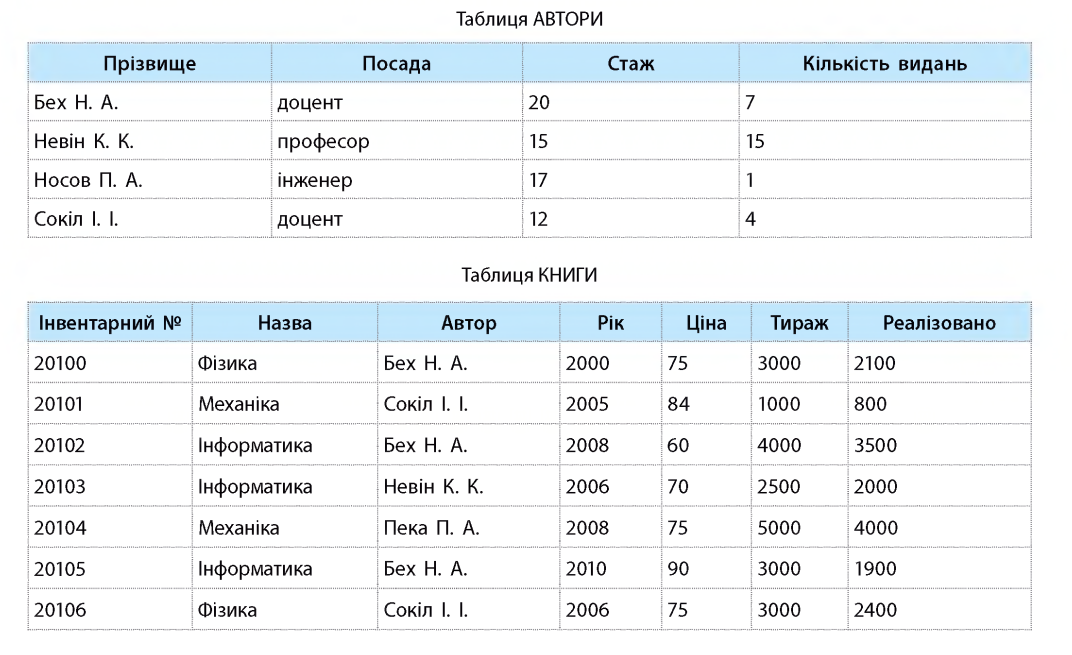 Таблиця АВТОРИ
Прізвище Посада Стаж Кількість видань
Бех Н. А. доцент 20 7
Невін К. К. професор 15 15
Носов П. А. інженер 17 1
Сокіл І. І. доцент 12 4
Таблиця КНИГИ
Інвентарний № Назва Автор Рік Ціна Тираж Реалізовано
20100 Фізика Бех Н. А. 2000 75 3000 2100
20101 Механіка Сокіл І. І. 2005 84 1000 800
20102 Інформатика Бех Н. А. 2008 60 4000 3500
20103 Інформатика Невін К. К. 2006 70 2500 2000
20104 Механіка Пека П. А. 2008 75 5000 4000
20105 Інформатика Бех Н. А. 2010 90 3000 1900
20106 Фізика Сокіл І. І. 2006 75 3000 2400